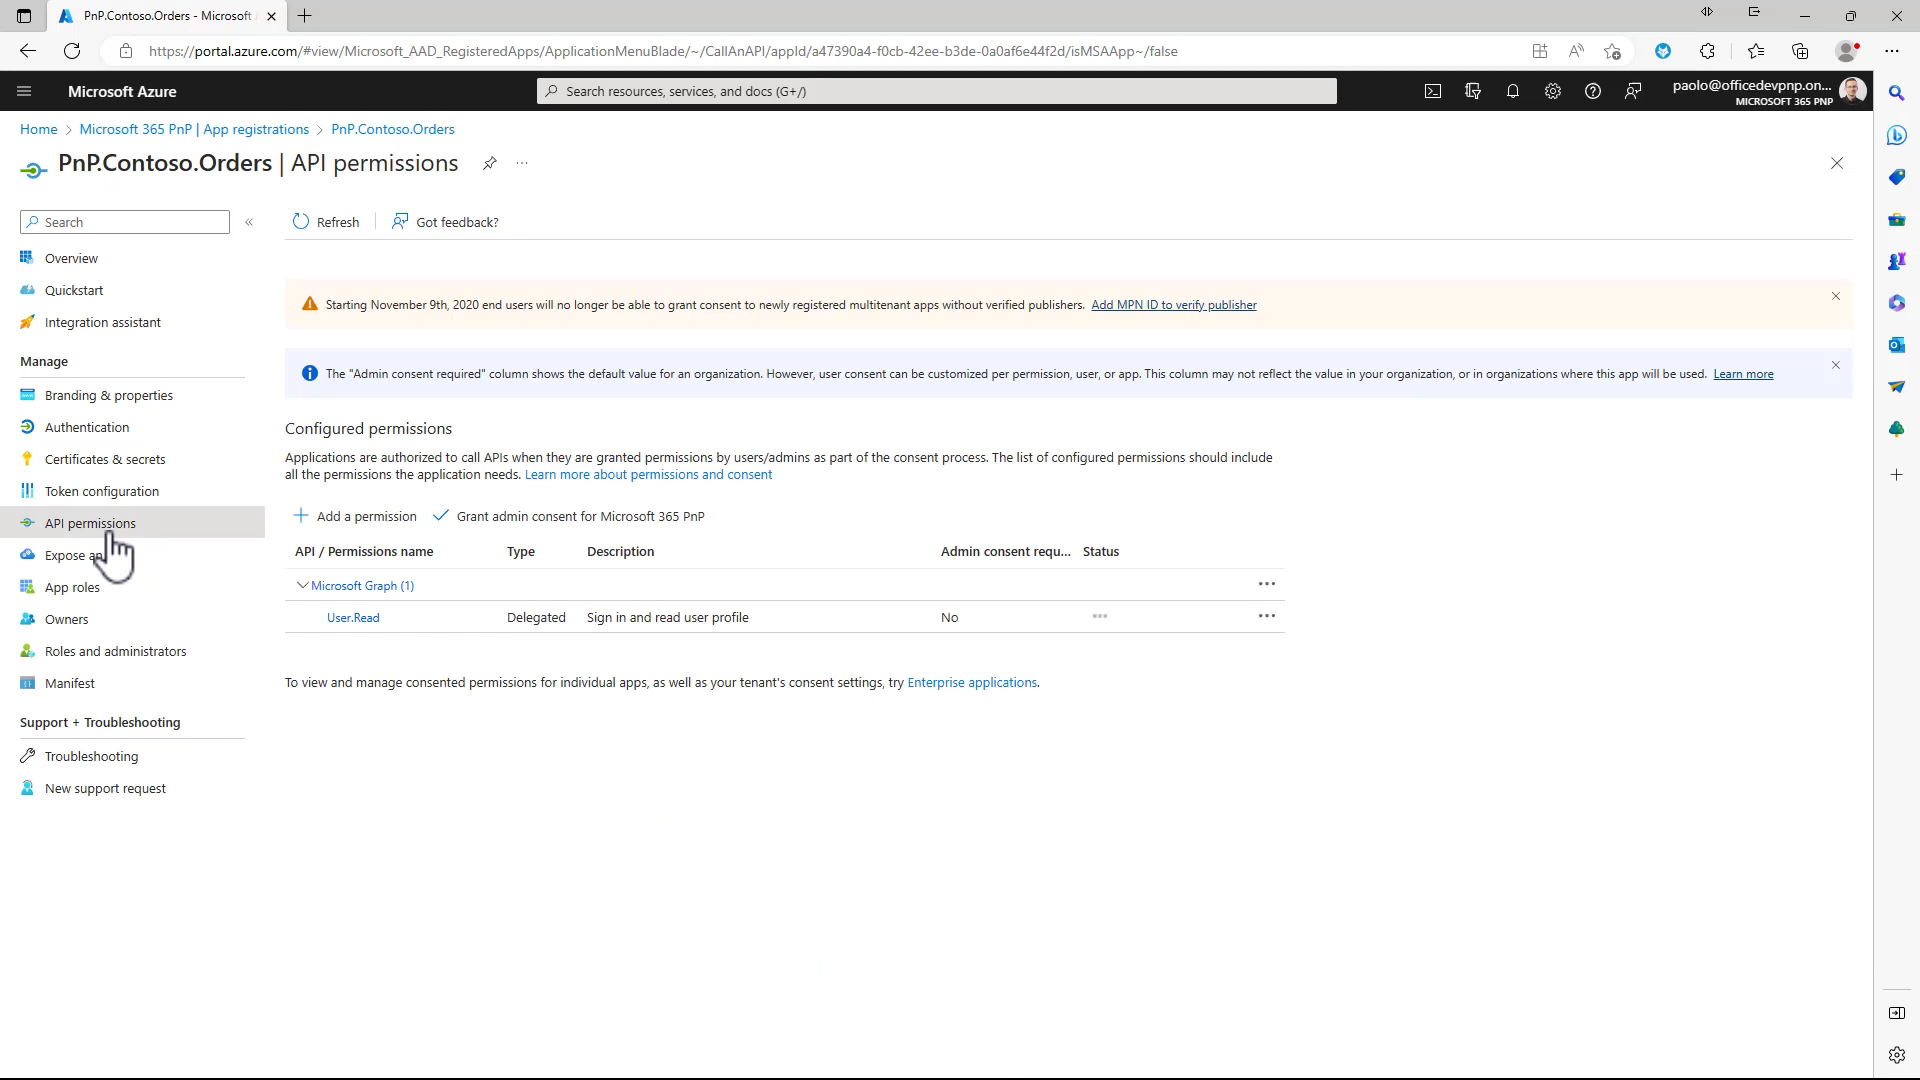 PnP.Contoso.Orders - Microsoft
https://portal.azure.com/#view/Microsoft_AAD_RegisteredApps/ApplicationMenuBlade/~/CallAnAPI/appId/a47390a4-f0cb-42ee-b3de-0a0af6e44f2d/isMSAApp~/false
Microsoft Azure
Search resources, services, and docs (G+/)
paolo@officedevpnp.on...
MICROSOFT 365 PNP
Home > Microsoft 365 PnP | App registrations > PnP.Contoso.Orders
PnP.Contoso.Orders | API permissions
Search
Refresh
Got feedback?
Overview
Quickstart
Integration assistant
Manage
Branding & properties
Authentication
Certificates & secrets
Token configuration
API permissions
Expose an
App roles
Owners
Roles and administrators
Manifest
Support + Troubleshooting
Troubleshooting
New support request
Starting November 9th, 2020 end users will no longer be able to grant consent to newly registered multitenant apps without verified publishers. Add MPN ID to verify publisher
The "Admin consent required" column shows the default value for an organization. However, user consent can be customized per permission, user, or app. This column may not reflect the value in your organization, or in organizations where this app will be used. Learn more
Configured permissions
Applications are authorized to call APIs when they are granted permissions by users/admins as part of the consent process. The list of configured permissions should include
all the permissions the application needs. Learn more about permissions and consent
Add a permission
Grant admin consent for Microsoft 365 PnP
API / Permissions name Type Description Admin consent requ... Status
Microsoft Graph (1)
User.Read Delegated Sign in and read user profile No
To view and manage consented permissions for individual apps, as well as your tenant's consent settings, try Enterprise applications.